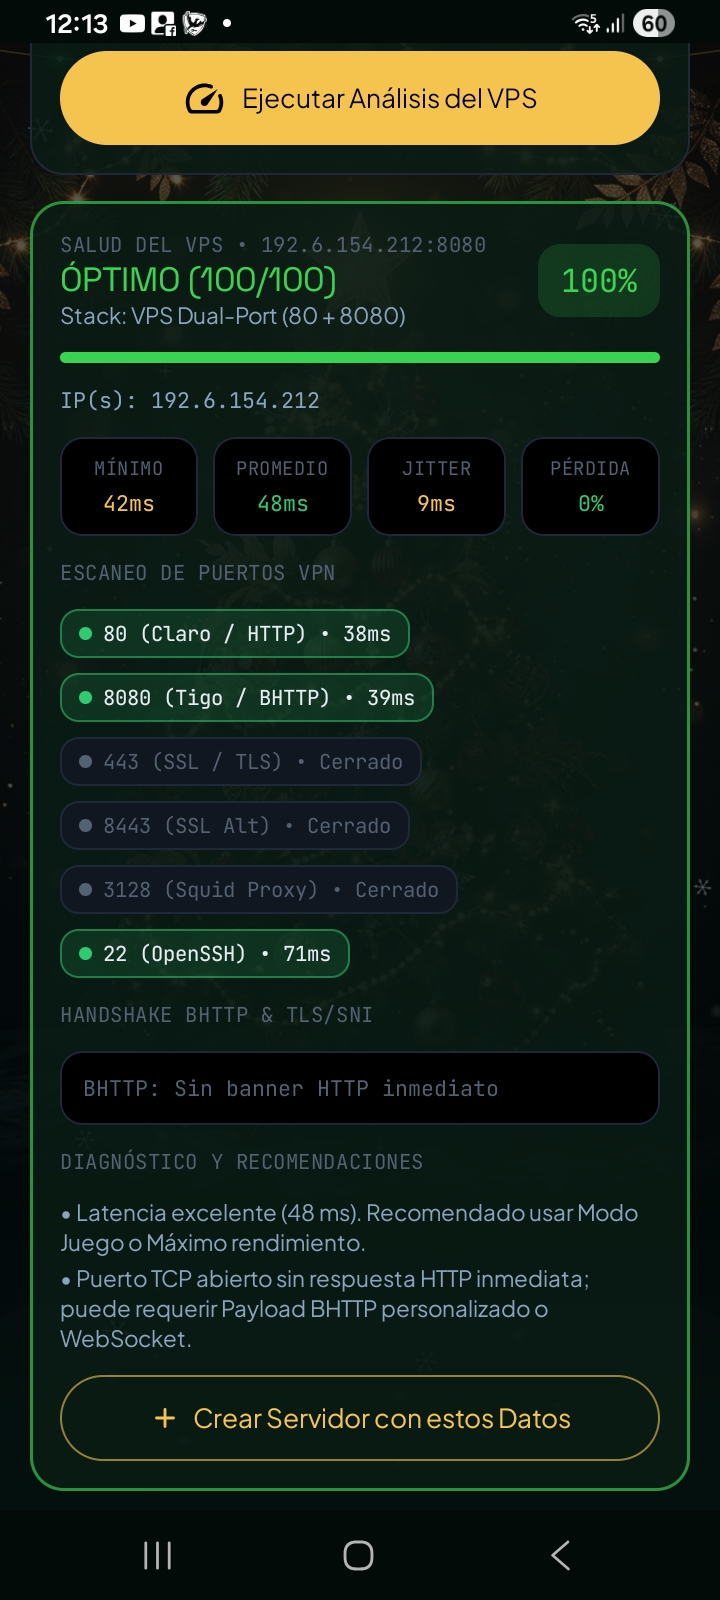 12:13
5
60
Ejecutar Análisis del VPS
SALUD DEL VPS • 192.6.154.212:8080
ÓPTIMO (100/100)
100%
Stack: VPS Dual-Port (80 + 8080)
IP(s): 192.6.154.212
MÍNIMO PROMEDIO JITTER PÉRDIDA
42ms 48ms 9ms 0%
ESCANEO DE PUERTOS VPN
80 (Claro / HTTP) • 38ms
8080 (Tigo / BHTTP) • 39ms
443 (SSL / TLS) • Cerrado
8443 (SSL Alt) • Cerrado
3128 (Squid Proxy) • Cerrado
22 (OpenSSH) • 71ms
HANDSHAKE BHTTP & TLS/SNI
BHTTP: Sin banner HTTP inmediato
DIAGNÓSTICO Y RECOMENDACIONES
• Latencia excelente (48 ms). Recomendado usar Modo
Juego o Máximo rendimiento.
• Puerto TCP abierto sin respuesta HTTP inmediata;
puede requerir Payload BHTTP personalizado o
WebSocket.
+ Crear Servidor con estos Datos